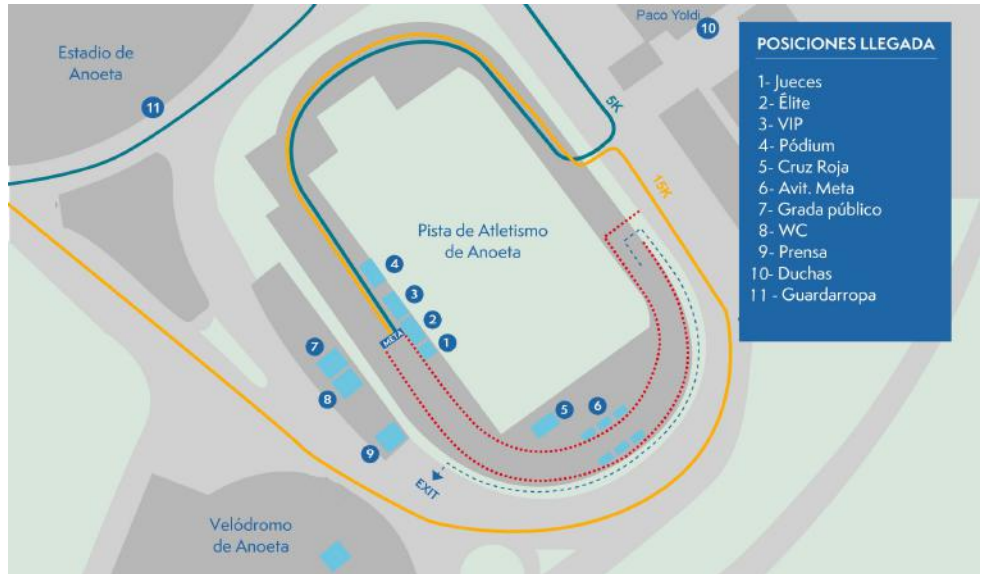 Paco Yoldi
10
Estadio de
Anoeta
11
5K
15K
Pista de Atletismo
de Anoeta
4
3
2
1
META
7
8
9
5
6
EXIT
Velódromo
de Anoeta
POSICIONES LLEGADA
1- Jueces
2- Élite
3- VIP
4- Pódium
5- Cruz Roja
6- Avit. Meta
7- Grada público
8- WC
9- Prensa
10- Duchas
11 - Guardarropa